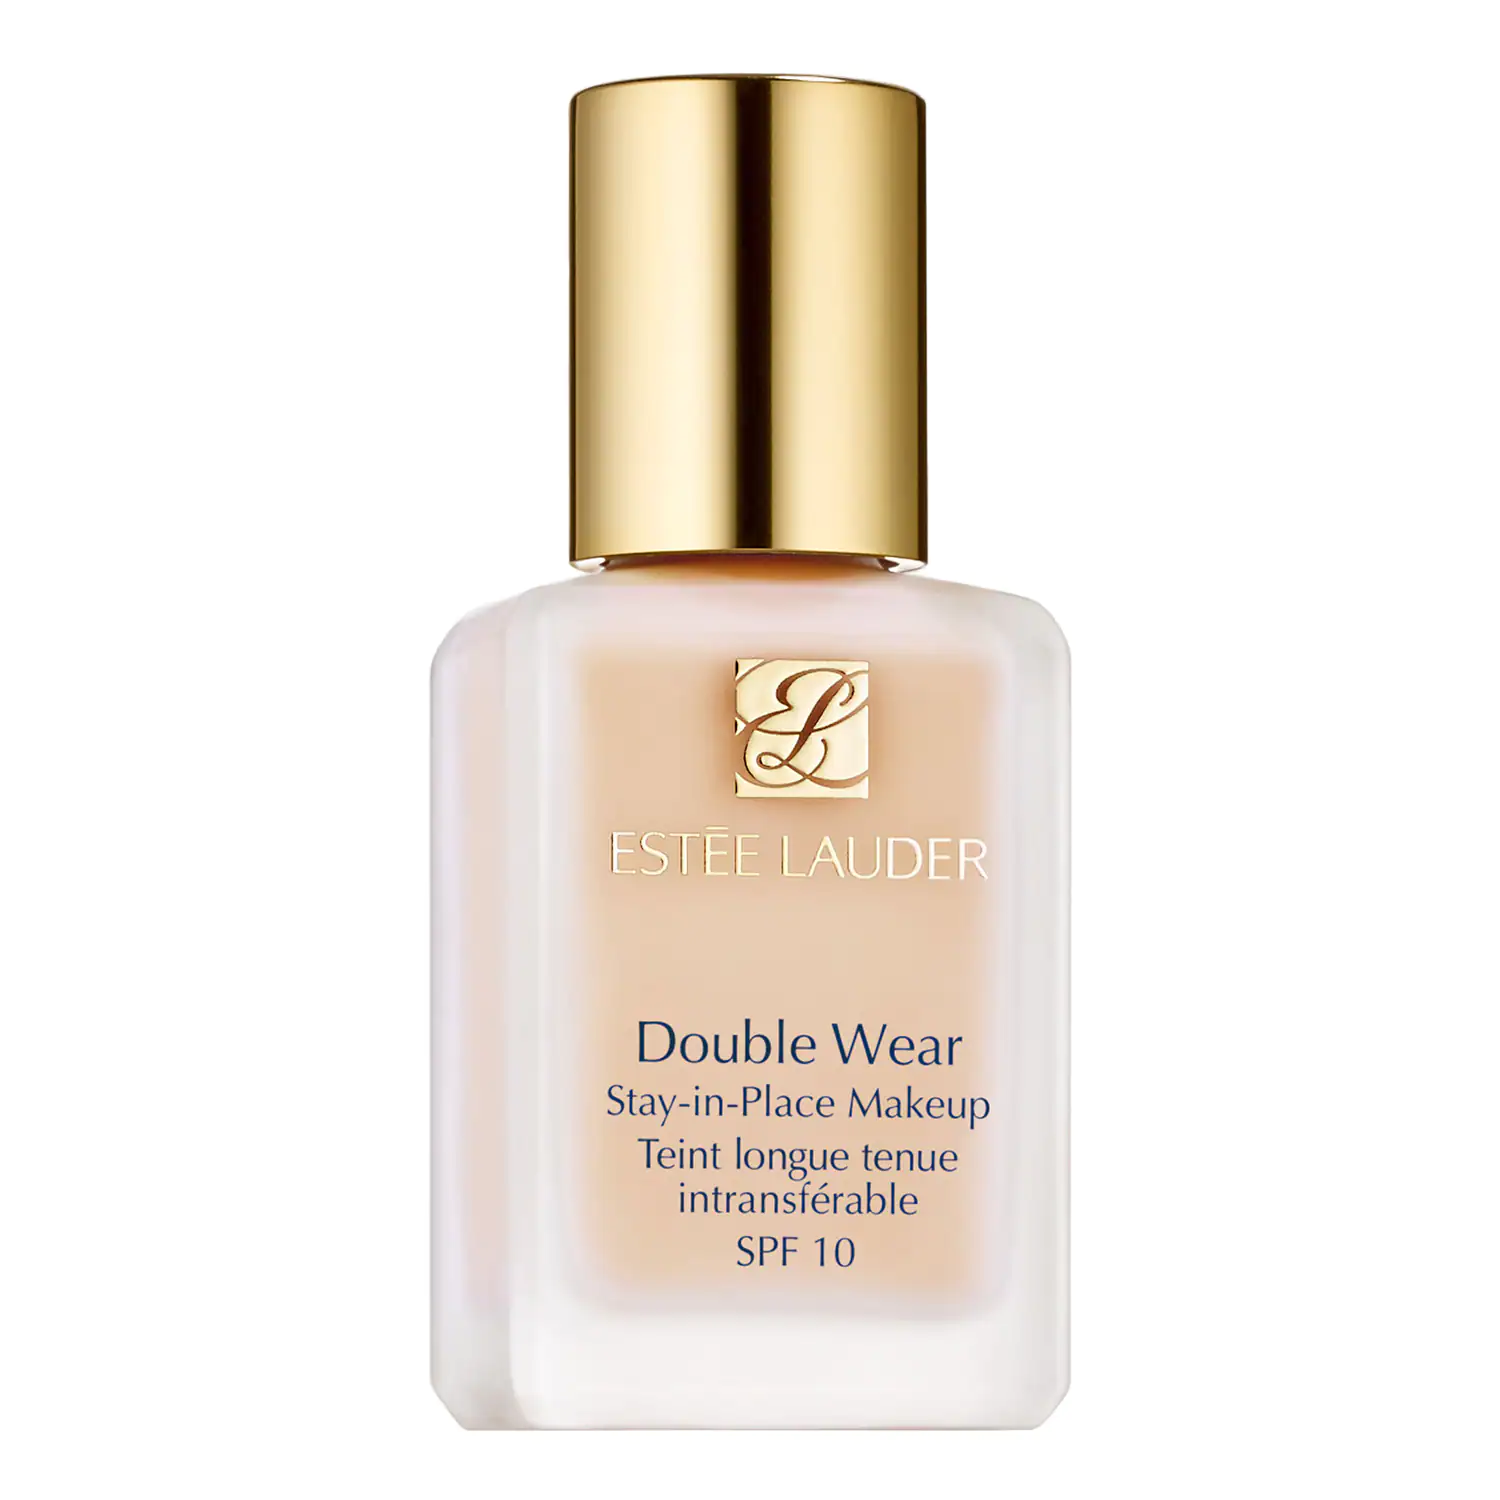 ESTĒE LAUDER
Double Wear
Stay-in-Place Makeup
Teint longue tenue
intransférable
SPF 10